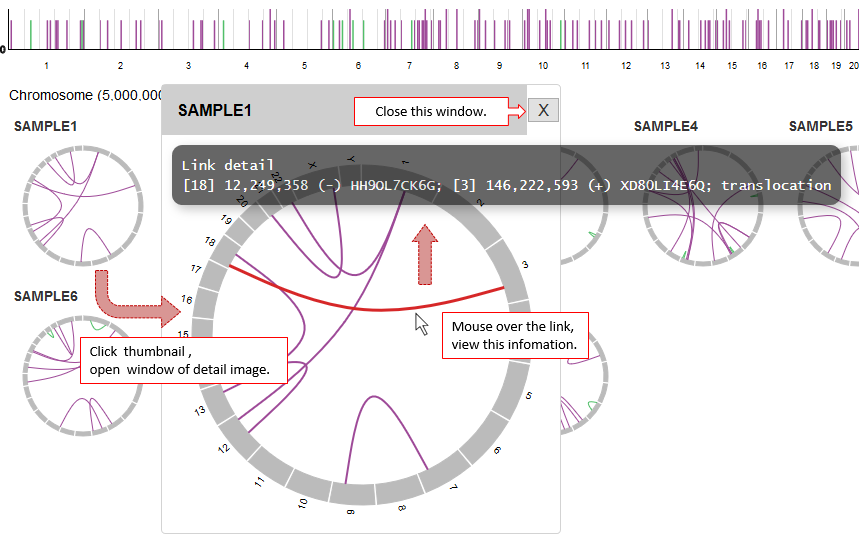 0
1 2 3 4 5 6 7 8 9 10 11 12 13 14 15 16 17 18 19 20
Chromosome (5,000,000
SAMPLE1
SAMPLE1
Close this window.
X
SAMPLE4
SAMPLE5
Link detail
[18] 12,249,358 (-) HH9OL7CK6G; [3] 146,222,593 (+) XD8OLI4E6Q; translocation
22
X
Y
1
20
2
19
18
3
17
SAMPLE6
16
Mouse over the link,
view this infomation.
15
Click thumbnail ,
open window of detail image.
5
13
12
6
11
7
10
9
8